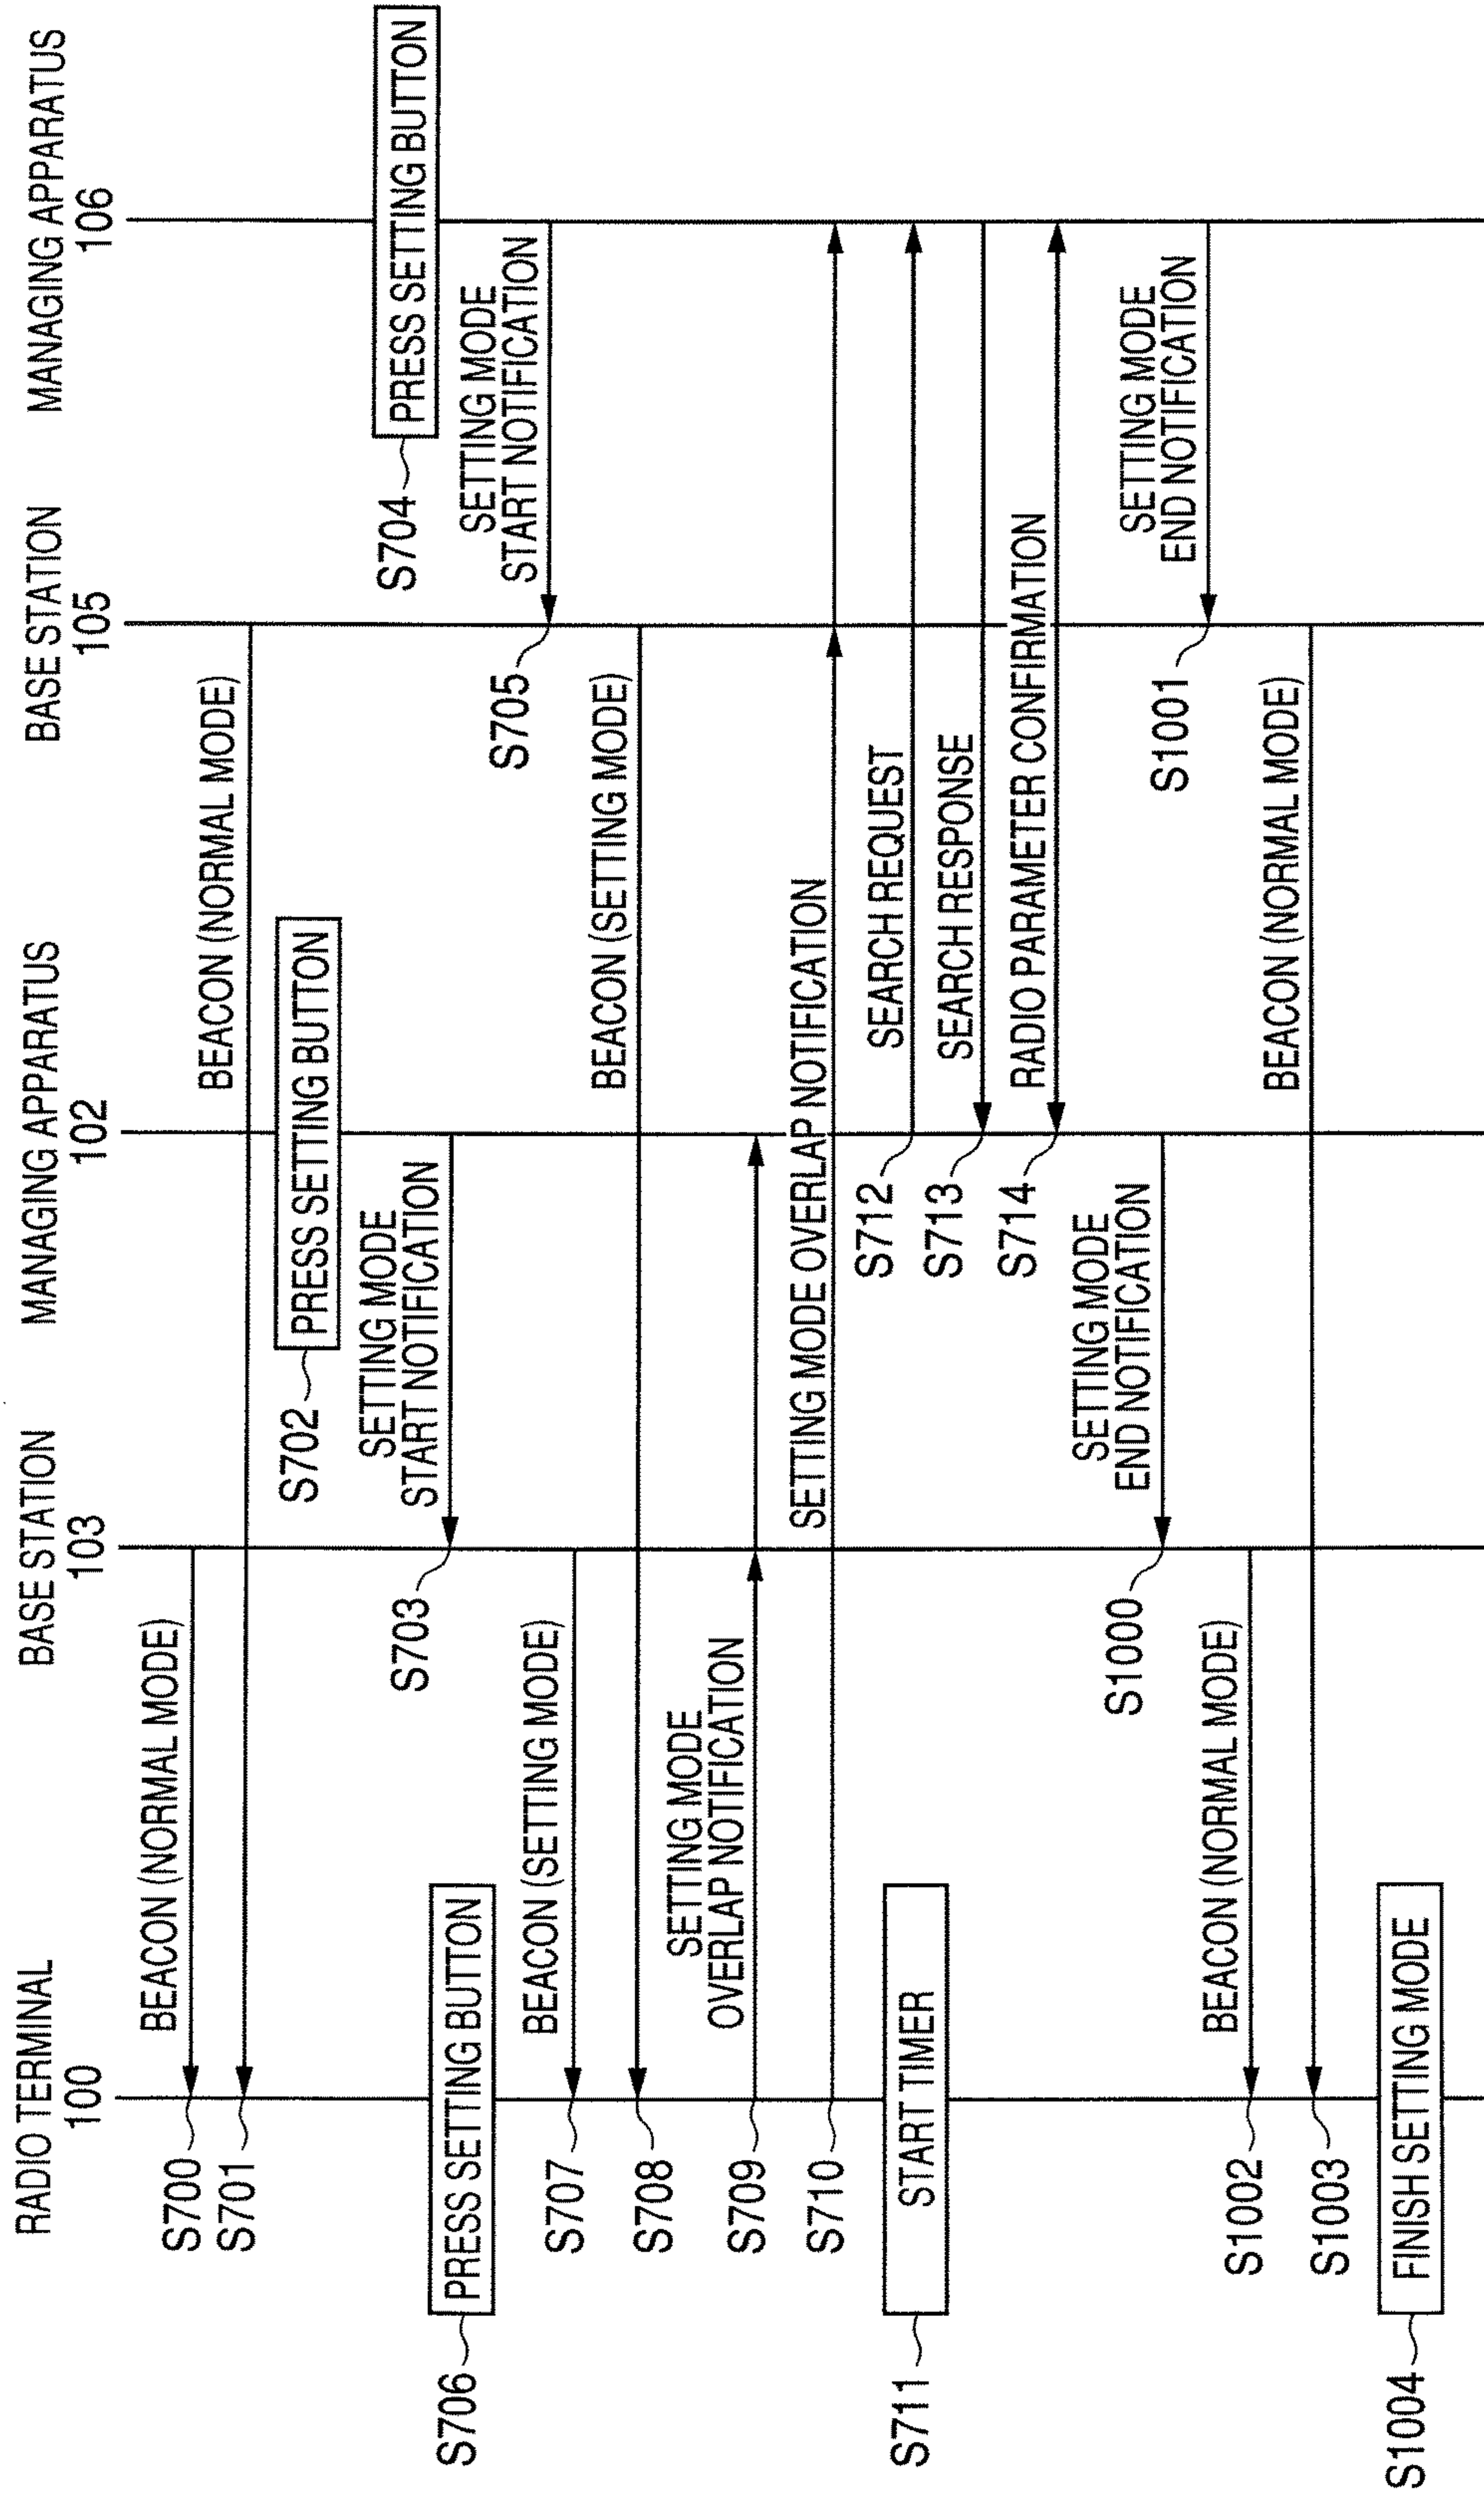 RADIO TERMINAL
100
BASE STATION
103
MANAGING APPARATUS
102
BASE STATION
105
MANAGING APPARATUS
106
S700
BEACON (NORMAL MODE)
S701
BEACON (NORMAL MODE)
S702
PRESS SETTING BUTTON
S703
SETTING MODE
START NOTIFICATION
S704
PRESS SETTING BUTTON
S705
SETTING MODE
START NOTIFICATION
S706
PRESS SETTING BUTTON
S707
BEACON (SETTING MODE)
S708
BEACON (SETTING MODE)
S709
SETTING MODE
OVERLAP NOTIFICATION
S710
SETTING MODE OVERLAP NOTIFICATION
S711
START TIMER
S712
SEARCH REQUEST
S713
SEARCH RESPONSE
S714
RADIO PARAMETER CONFIRMATION
S1000
SETTING MODE
END NOTIFICATION
S1001
SETTING MODE
END NOTIFICATION
S1002
BEACON (NORMAL MODE)
S1003
BEACON (NORMAL MODE)
S1004
FINISH SETTING MODE